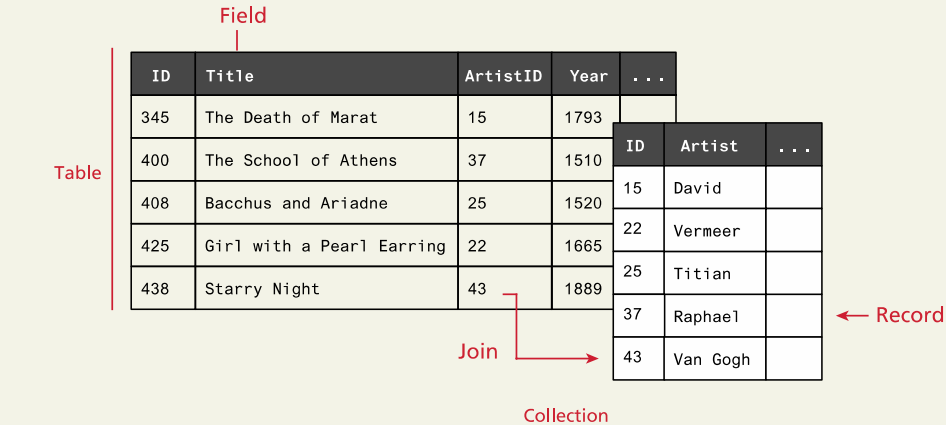 Field
ID Title ArtistID Year ...
345 The Death of Marat 15 1793
400 The School of Athens 37 1510
408 Bacchus and Ariadne 25 1520
425 Girl with a Pearl Earring 22 1665
438 Starry Night 43 1889
Table
ID Artist ...
15 David
22 Vermeer
25 Titian
37 Raphael
43 Van Gogh
Record
Join
Collection